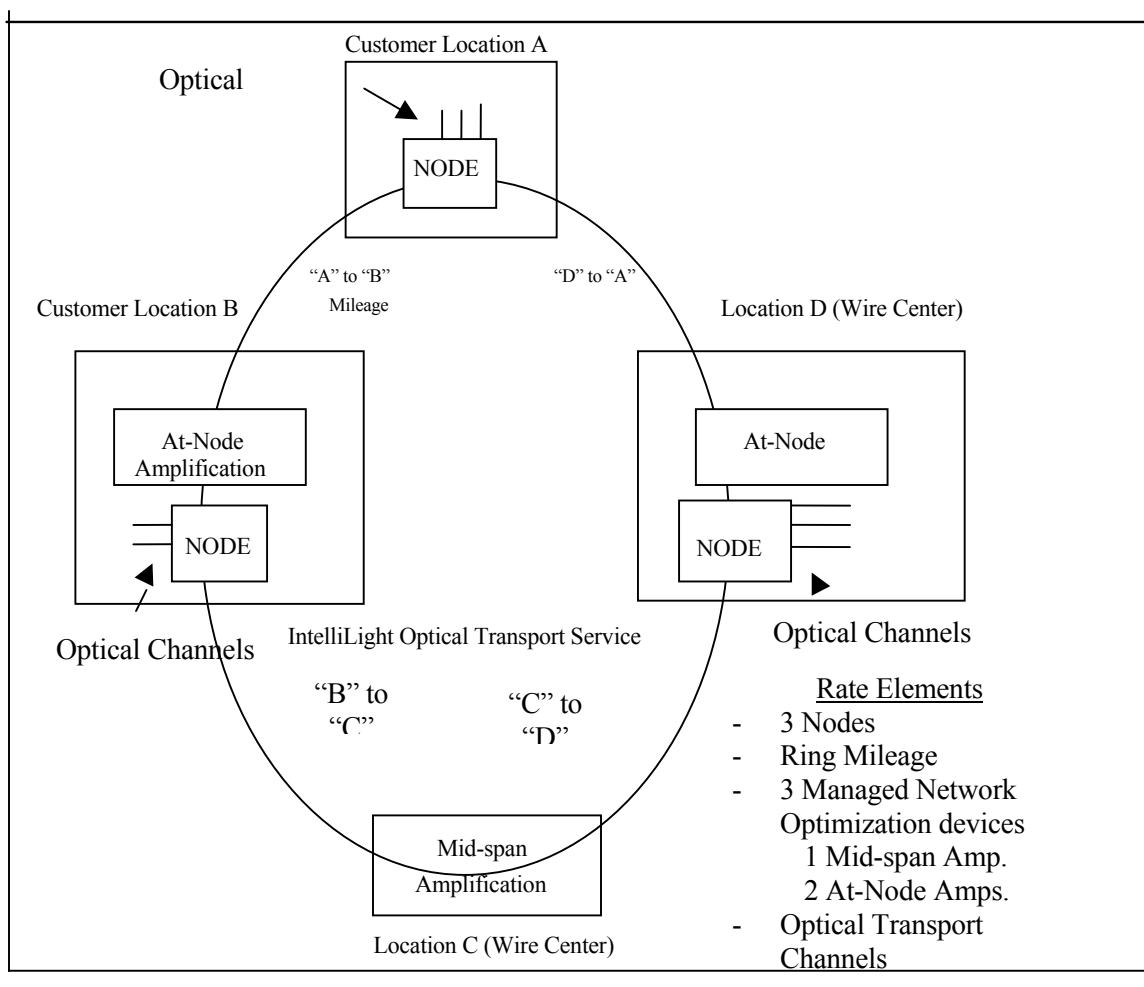 Customer Location A
Optical
NODE
“A” to “B”
Mileage
“D” to “A”
Customer Location B
Location D (Wire Center)
At-Node
Amplification
At-Node
NODE
NODE
Optical Channels
IntelliLight Optical Transport Service
Optical Channels
“B” to
“C”
“C” to
“D”
Rate Elements
- 3 Nodes
- Ring Mileage
- 3 Managed Network
Optimization devices
1 Mid-span Amp.
2 At-Node Amps.
- Optical Transport
Channels
Mid-span
Amplification
Location C (Wire Center)